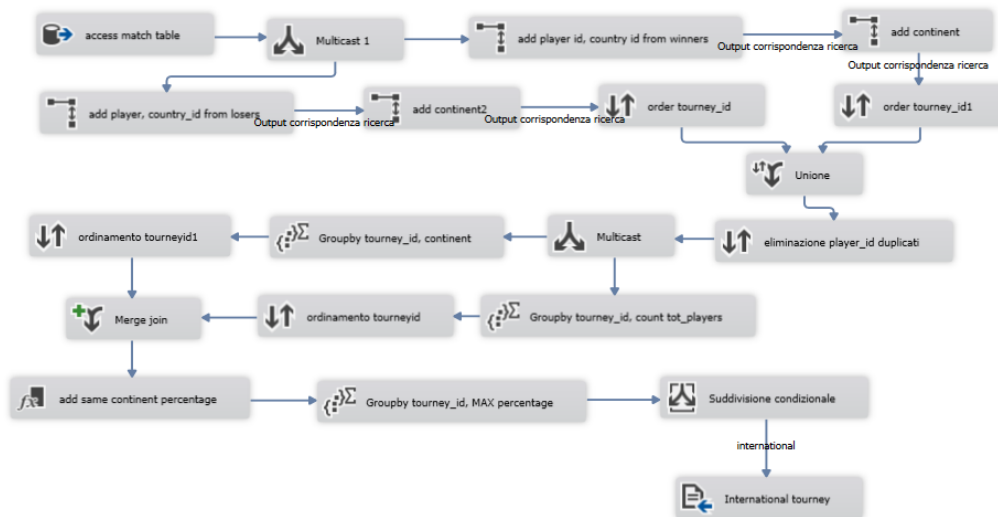 access match table
Multicast 1
add player id, country id from winners
Output corrispondenza ricerca
add continent
Output corrispondenza ricerca
add player, country_id from losers
Output corrispondenza ricerca
add continent2
Output corrispondenza ricerca
order tourney_id
order tourney_id1
Unione
ordinamento tourneyid1
Groupby tourney_id, continent
Multicast
eliminazione player_id duplicati
Merge join
ordinamento tourneyid
Groupby tourney_id, count tot_players
add same continent percentage
Groupby tourney_id, MAX percentage
Suddivisione condizionale
international
International tourney